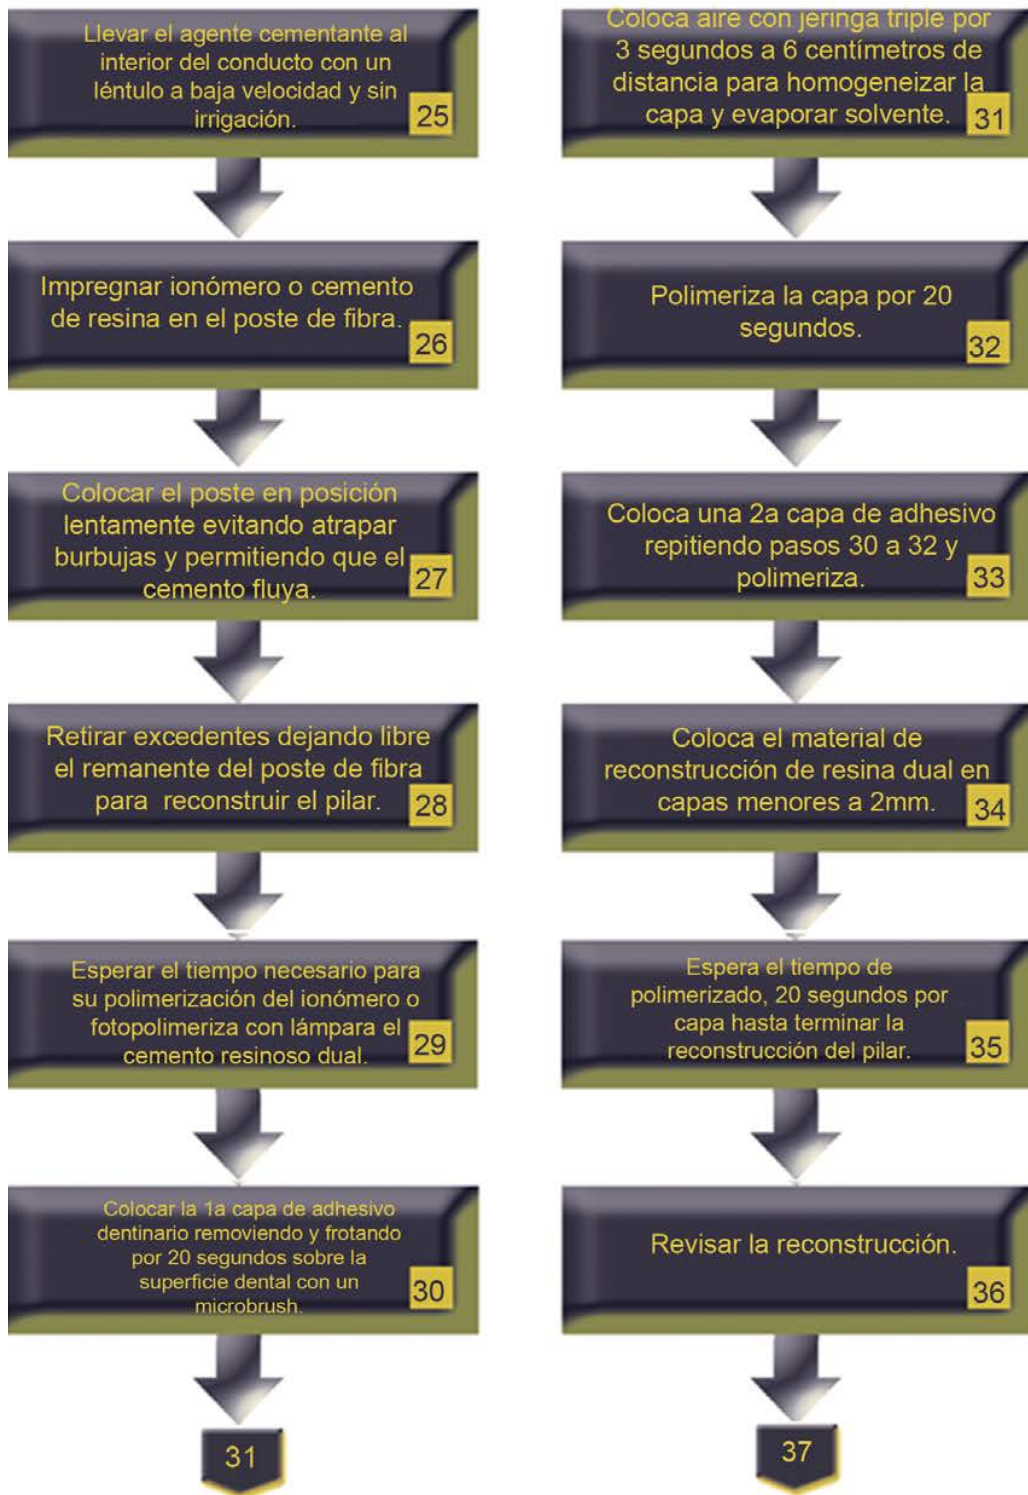 Llevar el agente cementante al
interior del conducto con un
léntulo a baja velocidad y sin
irrigación.
25
Impregnar ionómero o cemento
de resina en el poste de fibra.
26
Colocar el poste en posición
lentamente evitando atrapar
burbujas y permitiendo que el
cemento fluya.
27
Retirar excedentes dejando libre
el remanente del poste de fibra
para reconstruir el pilar.
28
Esperar el tiempo necesario para
su polimerización del ionómero o
fotopolimeriza con lámpara el
cemento resinoso dual.
29
Colocar la 1a capa de adhesivo
dentinario removiendo y frotando
por 20 segundos sobre la
superficie dental con un
microbrush.
30
31
Coloca aire con jeringa triple por
3 segundos a 6 centímetros de
distancia para homogeneizar la
capa y evaporar solvente.
31
Polimeriza la capa por 20
segundos.
32
Coloca una 2a capa de adhesivo
repitiendo pasos 30 a 32 y
polimeriza.
33
Coloca el material de
reconstrucción de resina dual en
capas menores a 2mm.
34
Espera el tiempo de
polimerizado, 20 segundos por
capa hasta terminar la
reconstrucción del pilar.
35
Revisar la reconstrucción.
36
37